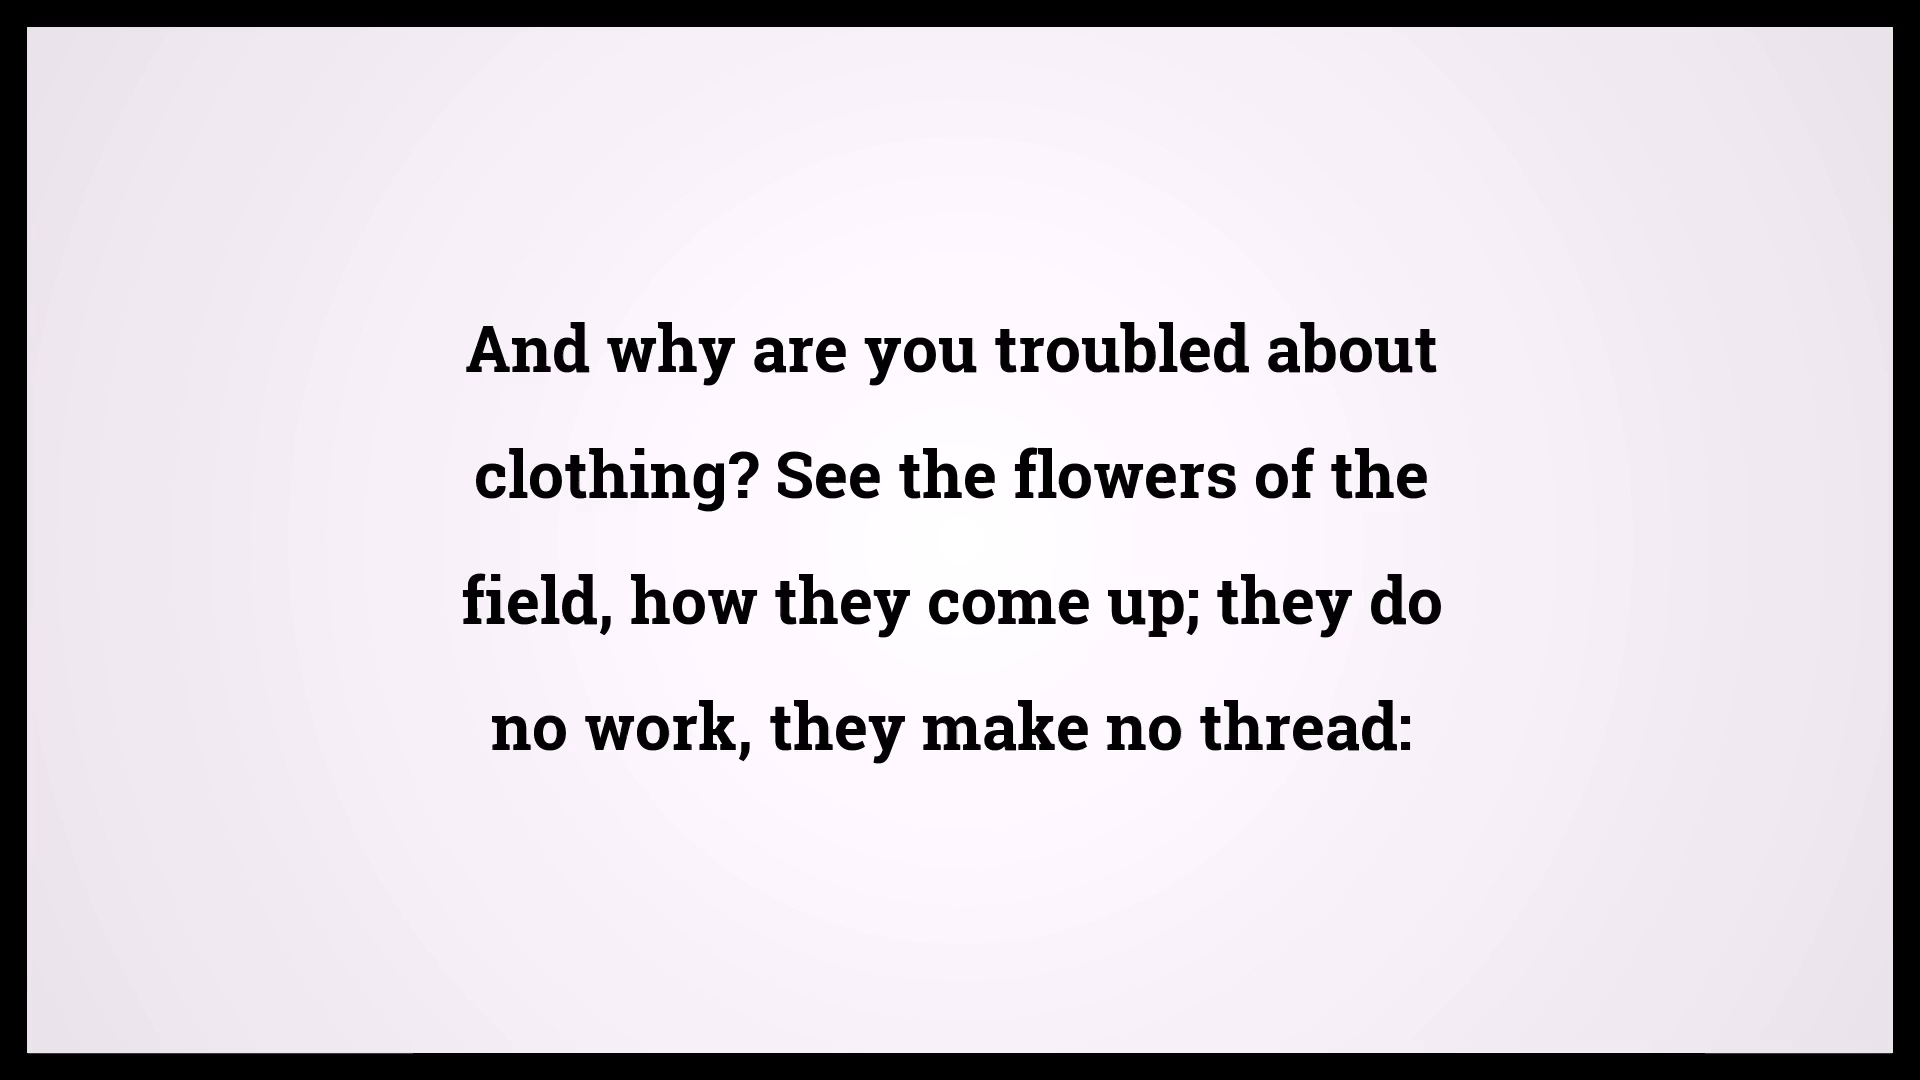 And why are you troubled about
clothing? See the flowers of the
field, how they come up; they do
no work, they make no thread: